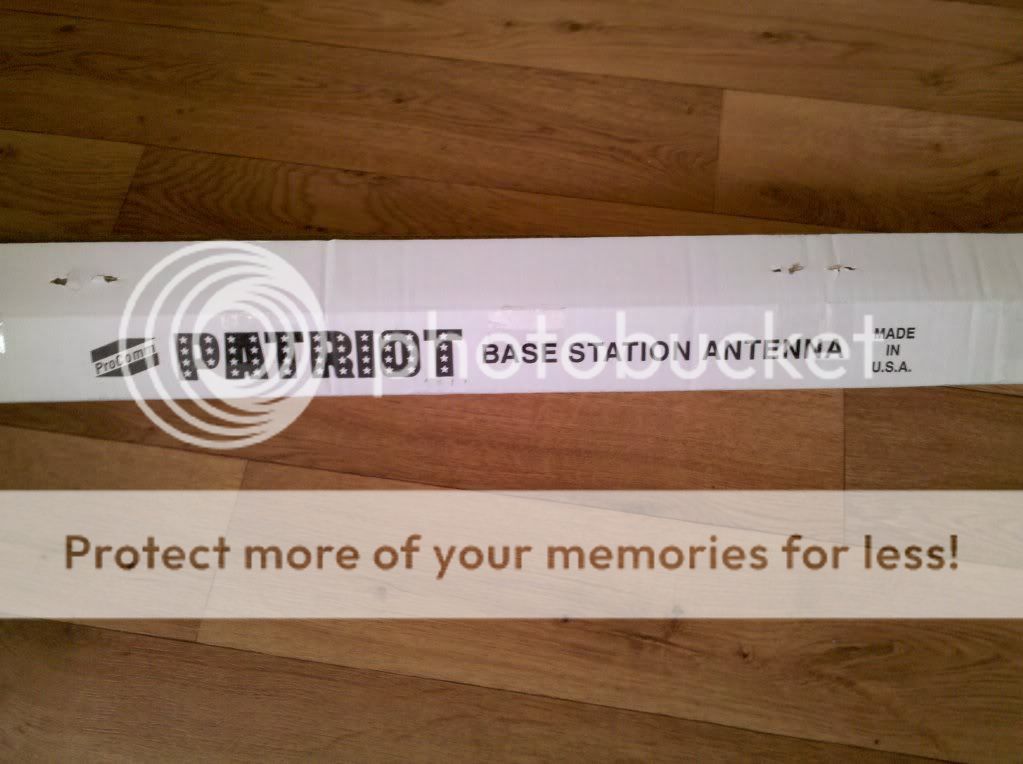 ProComm
PATRIOT BASE STATION ANTENNA
MADE
IN
U.S.A.
photobucket
Protect more of your memories for less!